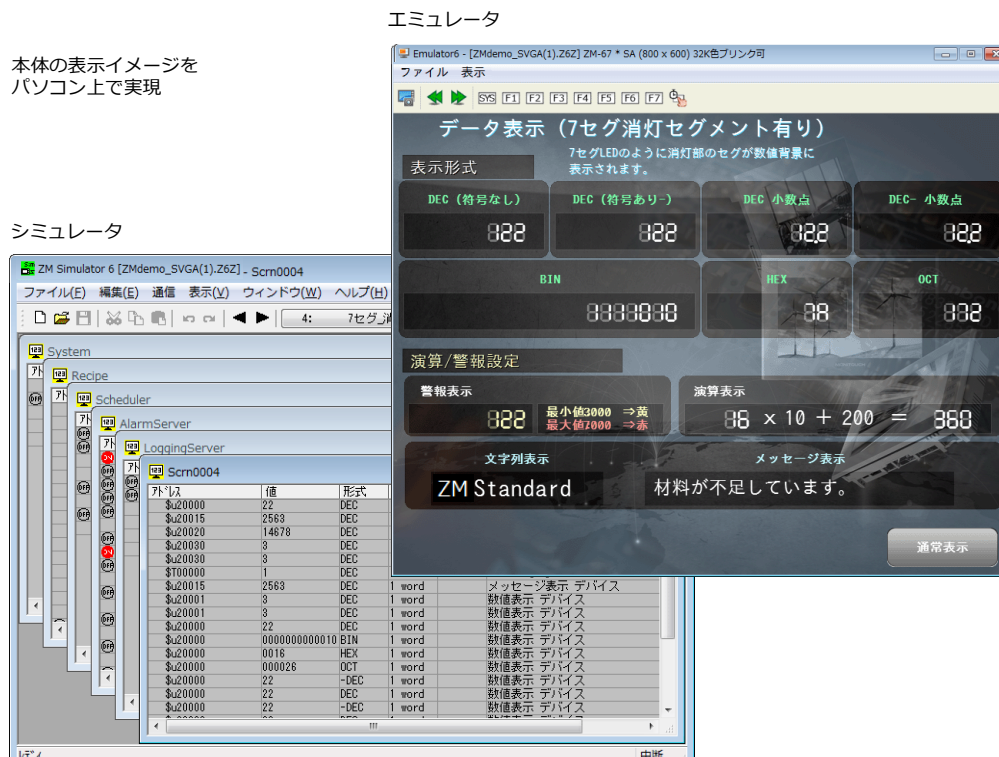 エミュレータ
本体の表示イメージを
パソコン上で実現
Emulator6 - [ZMdemo_SVGA(1).Z6Z] ZM-67 * SA (800 x 600) 32K色ブリンク可
ファイル 表示
SYS F1 F2 F3 F4 F5 F6 F7
データ表示（7セグ消灯セグメント有り）
7セグLEDのように消灯部のセグが数値背景に
表示されます。
表示形式
DEC（符号なし） DEC（符号あり-） DEC 小数点 DEC- 小数点
BIN HEX OCT
演算/警報設定
警報表示 演算表示
最小値3000 ⇒黄
最大値7000 ⇒赤
x 10 + 200 =
文字列表示 メッセージ表示
ZM Standard 材料が不足しています。
通常表示
シミュレータ
ZM Simulator 6 [ZMdemo_SVGA(1).Z6Z] - Scrn0004
ファイル(F) 編集(E) 通信 表示(V) ウィンドウ(W) ヘルプ(H)
4: 7セグ消
System
Recipe
Scheduler
AlarmServer
LoggingServer
Scrn0004
ｱﾄﾞﾚｽ 値 形式
$u20000 22 DEC
$u20015 2563 DEC
$u20020 14678 DEC
$u20030 3 DEC
$u20030 3 DEC
$T00000 1 DEC
$u20015 2563 DEC 1 word メッセージ表示 デバイス
$u20001 3 DEC 1 word 数値表示 デバイス
$u20001 3 DEC 1 word 数値表示 デバイス
$u20000 22 DEC 1 word 数値表示 デバイス
$u20000 0000000000010 BIN 1 word 数値表示 デバイス
$u20000 0016 HEX 1 word 数値表示 デバイス
$u20000 000026 OCT 1 word 数値表示 デバイス
$u20000 22 -DEC 1 word 数値表示 デバイス
$u20000 22 DEC 1 word 数値表示 デバイス
$u20000 22 -DEC 1 word 数値表示 デバイス
ﾚﾃﾞｨ 中断